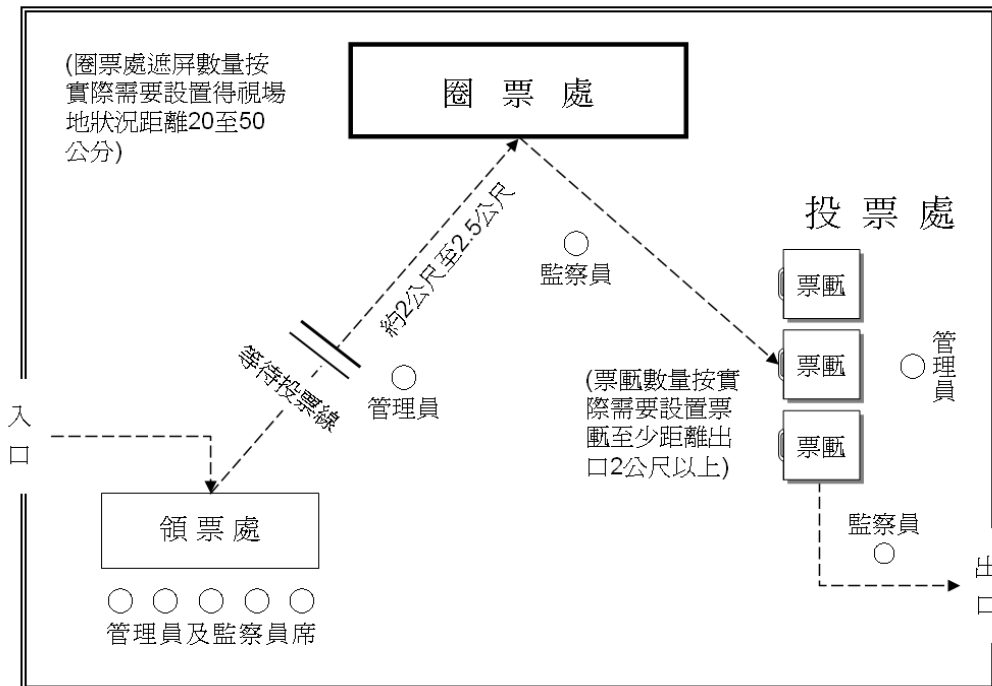 (圈票處遮屏數量按
實際需要設置得視場
地狀況距離20至50
公分)
圈票處
投票處
約2公尺至2.5公尺
監察員
票匭
票匭
票匭
管理員
等待投票線
管理員
(票匭數量按實
際需要設置票
匭至少距離出
口2公尺以上)
入口
領票處
管理員及監察員席
監察員
出口